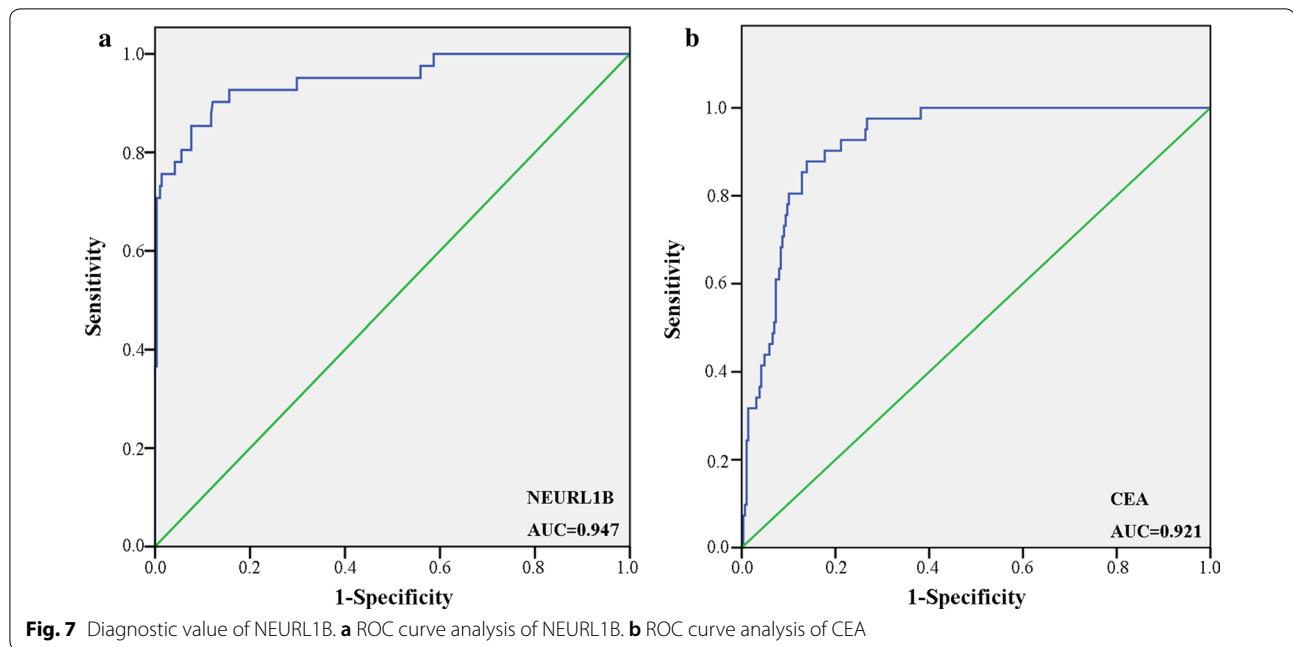 a
1.0
0.8
0.6
0.4
0.2
0.0
Sensitivity
NEURL1B
AUC=0.947
0.0 0.2 0.4 0.6 0.8 1.0
1-Specificity
b
1.0
0.8
0.6
0.4
0.2
0.0
Sensitivity
CEA
AUC=0.921
0.0 0.2 0.4 0.6 0.8 1.0
1-Specificity
Fig. 7 Diagnostic value of NEURL1B. a ROC curve analysis of NEURL1B. b ROC curve analysis of CEA